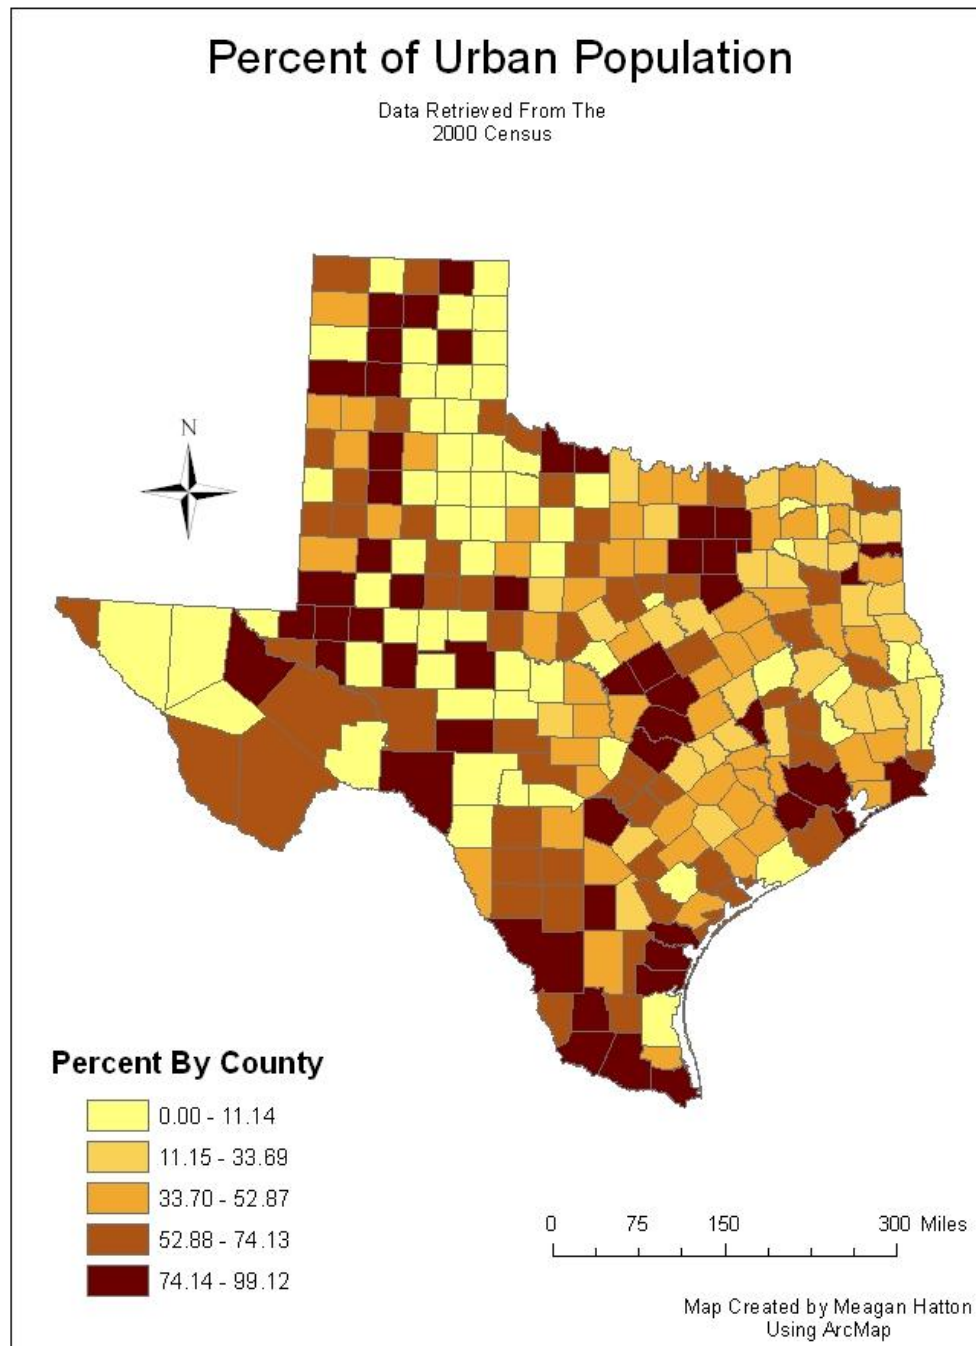 Percent of Urban Population
Data Retrieved From The
2000 Census
N
Percent By County
0.00 - 11.14
11.15 - 33.69
33.70 - 52.87
52.88 - 74.13
74.14 - 99.12
0 75 150 300 Miles
Map Created by Meagan Hatton
Using ArcMap